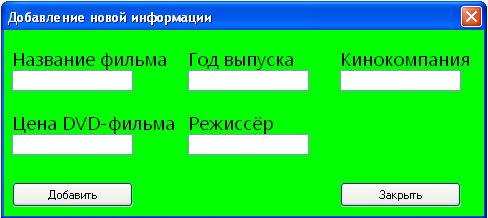 Добавление новой информации
Название фильма Год выпуска Кинокомпания
Цена DVD-фильма Режиссёр
Добавить Закрыть